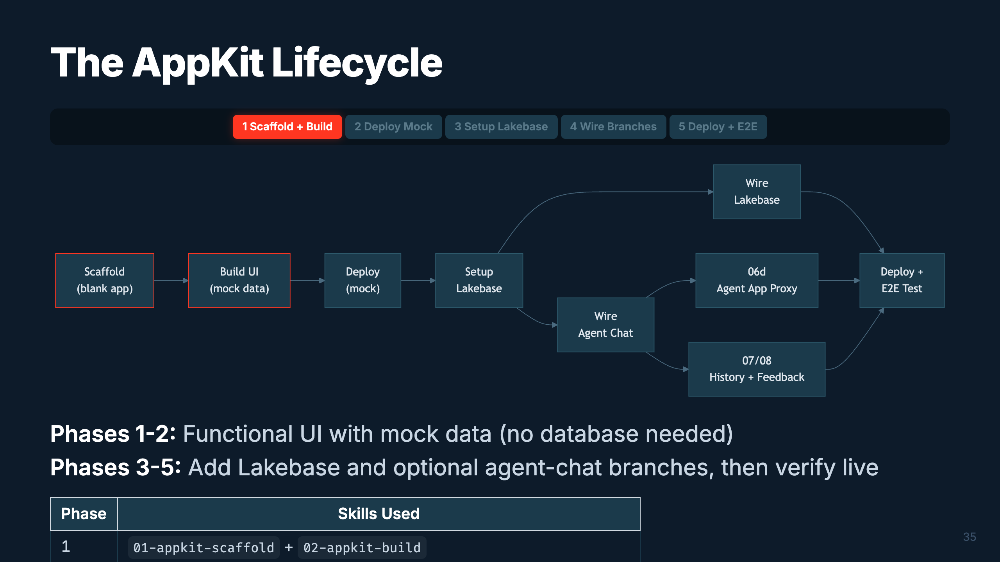 The AppKit Lifecycle
1 Scaffold + Build
2 Deploy Mock
3 Setup Lakebase
4 Wire Branches
5 Deploy + E2E
Scaffold
(blank app)
Build UI
(mock data)
Deploy
(mock)
Setup
Lakebase
Wire
Lakebase
Wire
Agent Chat
06d
Agent App Proxy
07/08
History + Feedback
Deploy +
E2E Test
Phases 1-2: Functional UI with mock data (no database needed)
Phases 3-5: Add Lakebase and optional agent-chat branches, then verify live
Phase
Skills Used
1
01-appkit-scaffold + 02-appkit-build
35